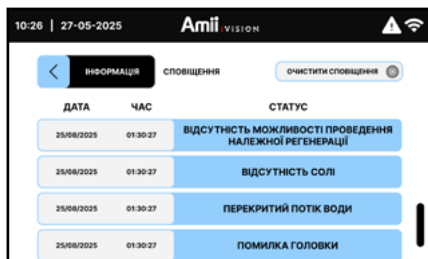 10:26 | 27-05-2025 Amii.VISION
ІНФОРМАЦІЯ СПОВІЩЕННЯ ОЧИСТИТИ СПОВІЩЕННЯ
ДАТА ЧАС СТАТУС
25/08/2025 01:30:27 ВІДСУТНІСТЬ МОЖЛИВОСТІ ПРОВЕДЕННЯ
НАЛЕЖНОЇ РЕГЕНЕРАЦІЇ
25/08/2025 01:30:27 ВІДСУТНІСТЬ СОЛІ
25/08/2025 01:30:27 ПЕРЕКРИТИЙ ПОТІК ВОДИ
25/08/2025 01:30:27 ПОМИЛКА ГОЛОВКИ